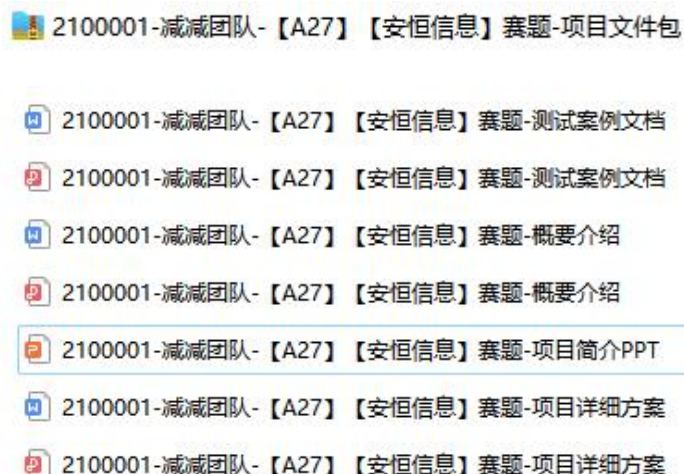 2100001-减减团队-【A27】【安恒信息】赛题-项目文件包
2100001-减减团队-【A27】【安恒信息】赛题-测试案例文档
2100001-减减团队-【A27】【安恒信息】赛题-测试案例文档
2100001-减减团队-【A27】【安恒信息】赛题-概要介绍
2100001-减减团队-【A27】【安恒信息】赛题-概要介绍
2100001-减减团队-【A27】【安恒信息】赛题-项目简介PPT
2100001-减减团队-【A27】【安恒信息】赛题-项目详细方案
2100001-减减团队-【A27】【安恒信息】赛题-项目详细方案